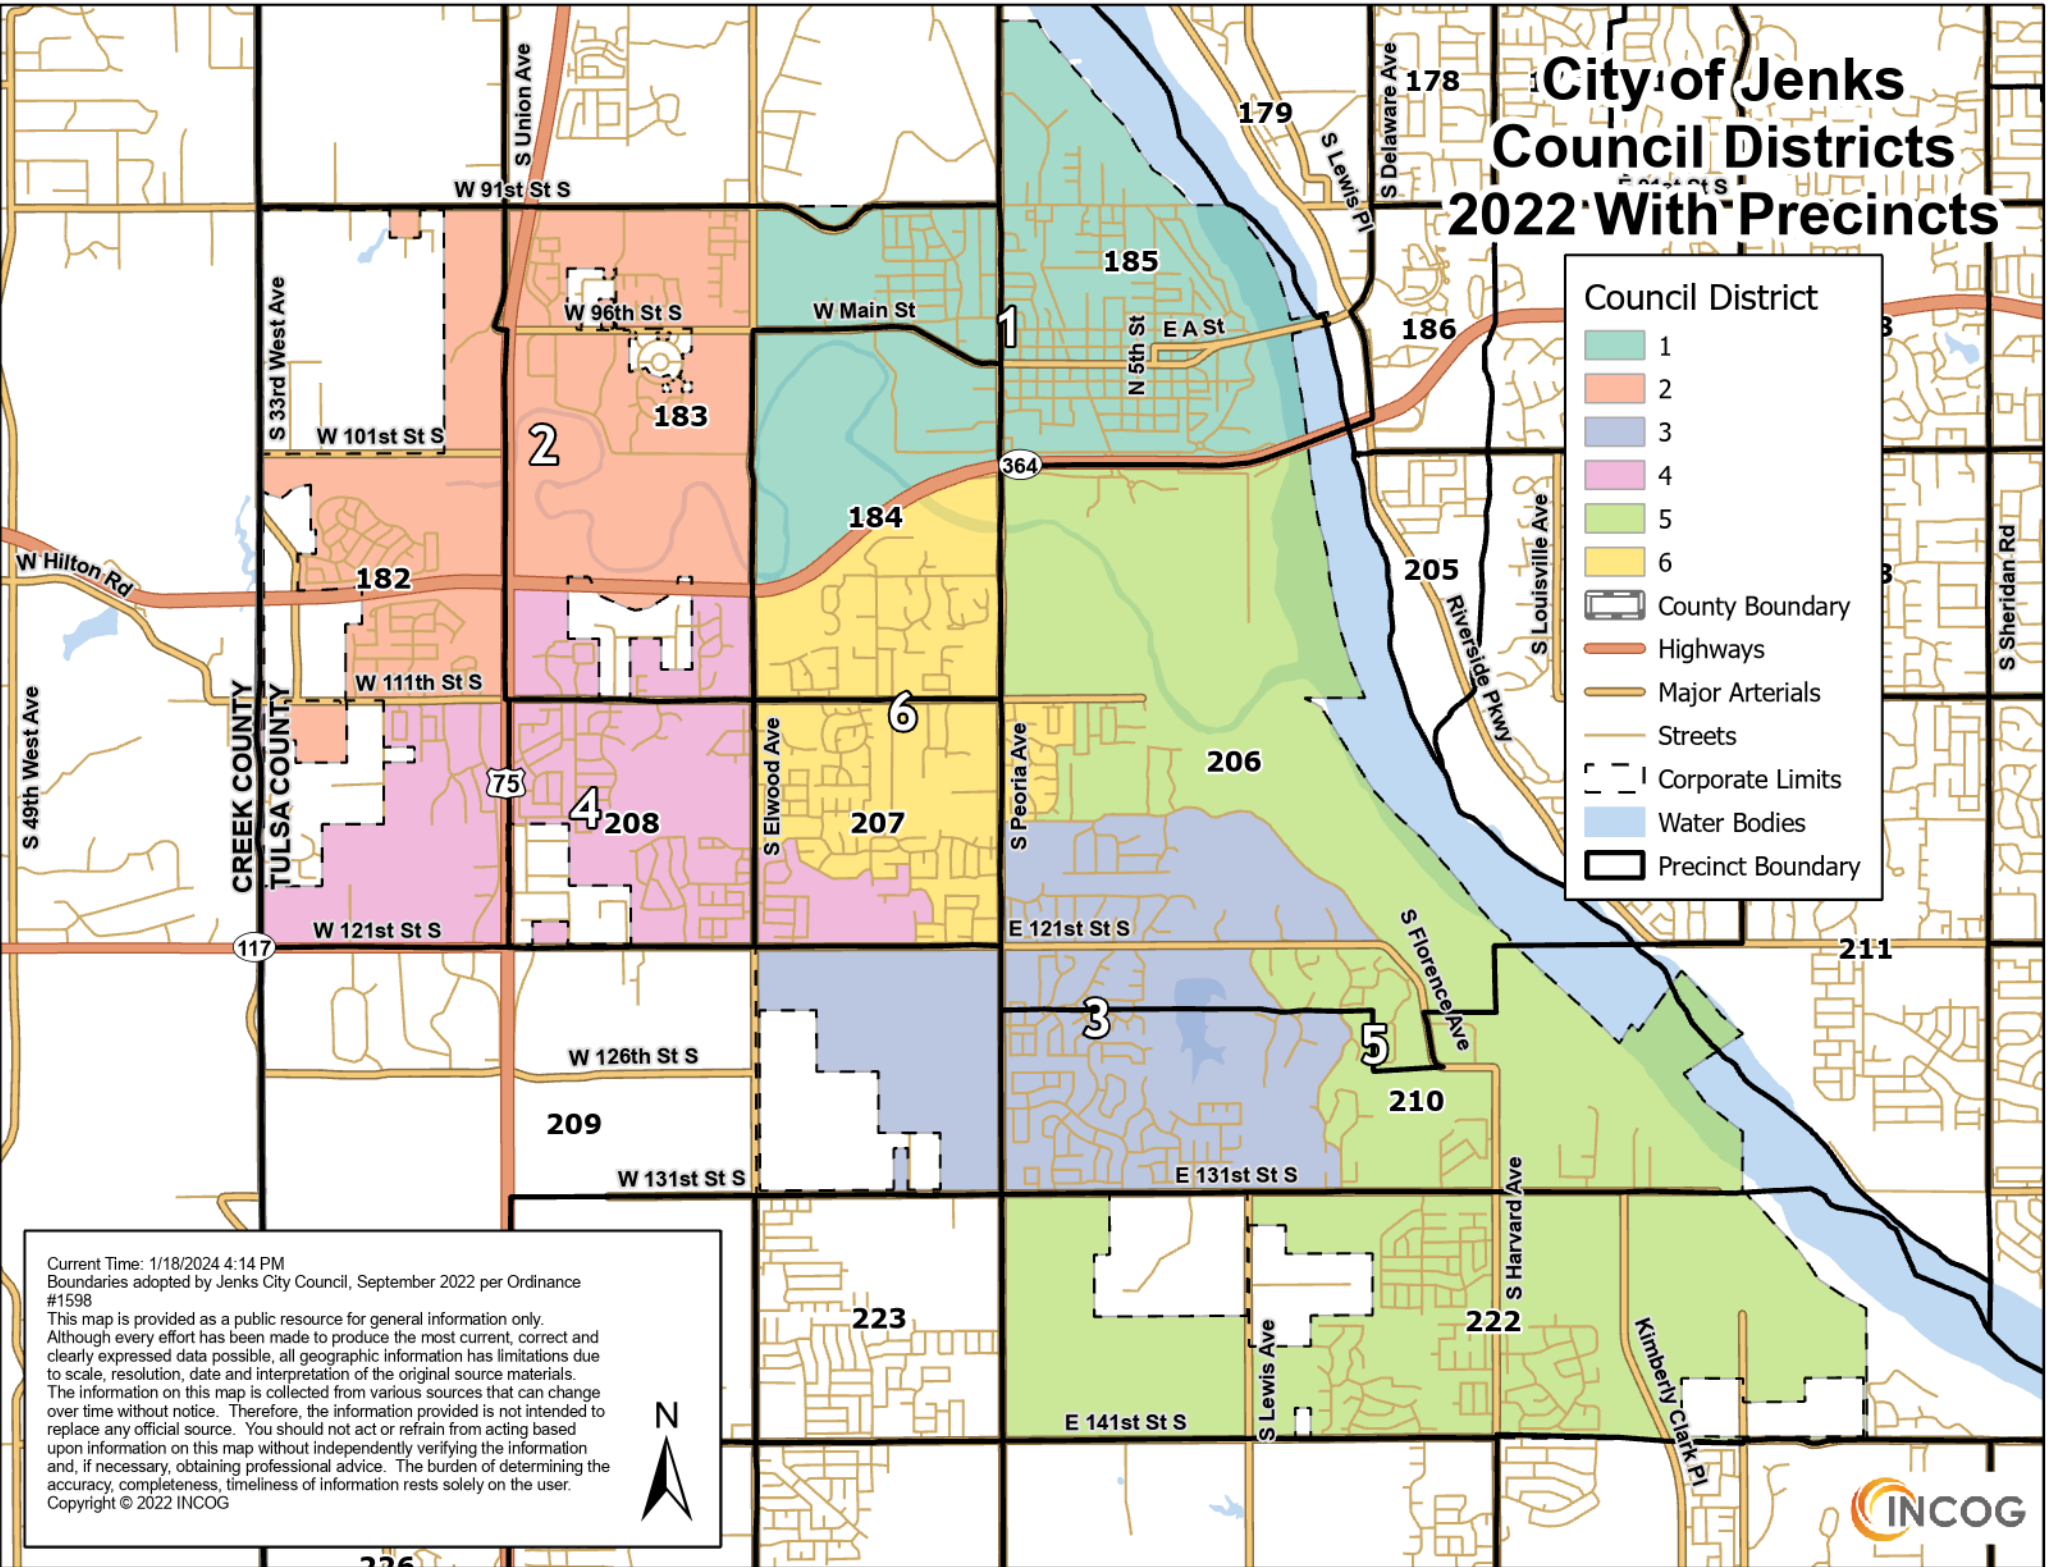 City of Jenks
Council Districts
2022 With Precincts
Council District
1
2
3
4
5
6
County Boundary
Highways
Major Arterials
Streets
Corporate Limits
Water Bodies
Precinct Boundary
178
179
S Union Ave
S Delaware Ave
S Lewis Pl
W 91st St S
185
S 33rd West Ave
W 96th St S
W Main St
1
N 5th St
E A St
186
183
2
W 101st St S
364
184
S Louisville Ave
S Sheridan Rd
W Hilton Rd
182
205
Riverside Pkwy
W 111th St S
6
S 49th West Ave
CREEK COUNTY
TULSA COUNTY
75
S Elwood Ave
S Peoria Ave
206
4
208
207
W 121st St S
117
E 121st St S
S Florence Ave
211
3
5
W 126th St S
210
209
W 131st St S
E 131st St S
S Harvard Ave
223
222
S Lewis Ave
Kimberly Clark Pl
E 141st St S
Current Time: 1/18/2024 4:14 PM
Boundaries adopted by Jenks City Council, September 2022 per Ordinance
#1598
This map is provided as a public resource for general information only.
Although every effort has been made to produce the most current, correct and
clearly expressed data possible, all geographic information has limitations due
to scale, resolution, date and interpretation of the original source materials.
The information on this map is collected from various sources that can change
over time without notice. Therefore, the information provided is not intended to
replace any official source. You should not act or refrain from acting based
upon information on this map without independently verifying the information
and, if necessary, obtaining professional advice. The burden of determining the
accuracy, completeness, timeliness of information rests solely on the user.
Copyright © 2022 INCOG
N
INCOG